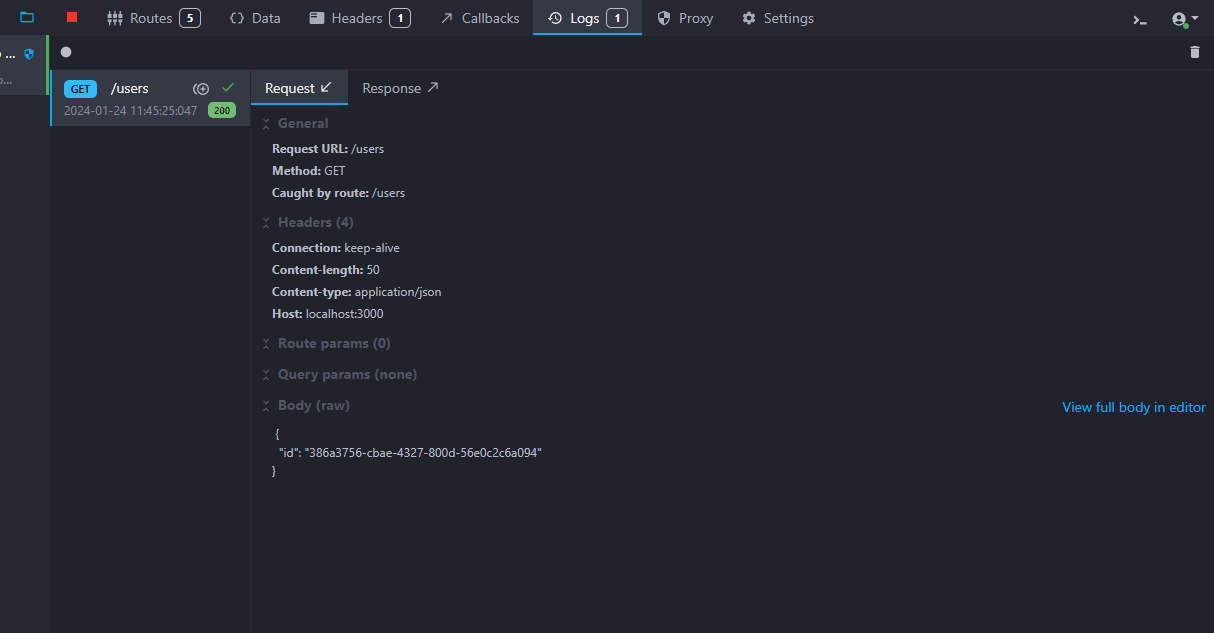 Routes 5 Data Headers 1 Callbacks Logs 1 Proxy Settings
...
GET /users
2024-01-24 11:45:25:047 200
Request Response
General
Request URL: /users
Method: GET
Caught by route: /users
Headers (4)
Connection: keep-alive
Content-length: 50
Content-type: application/json
Host: localhost:3000
Route params (0)
Query params (none)
Body (raw) View full body in editor
{
"id": "386a3756-cbae-4327-800d-56e0c2c6a094"
}